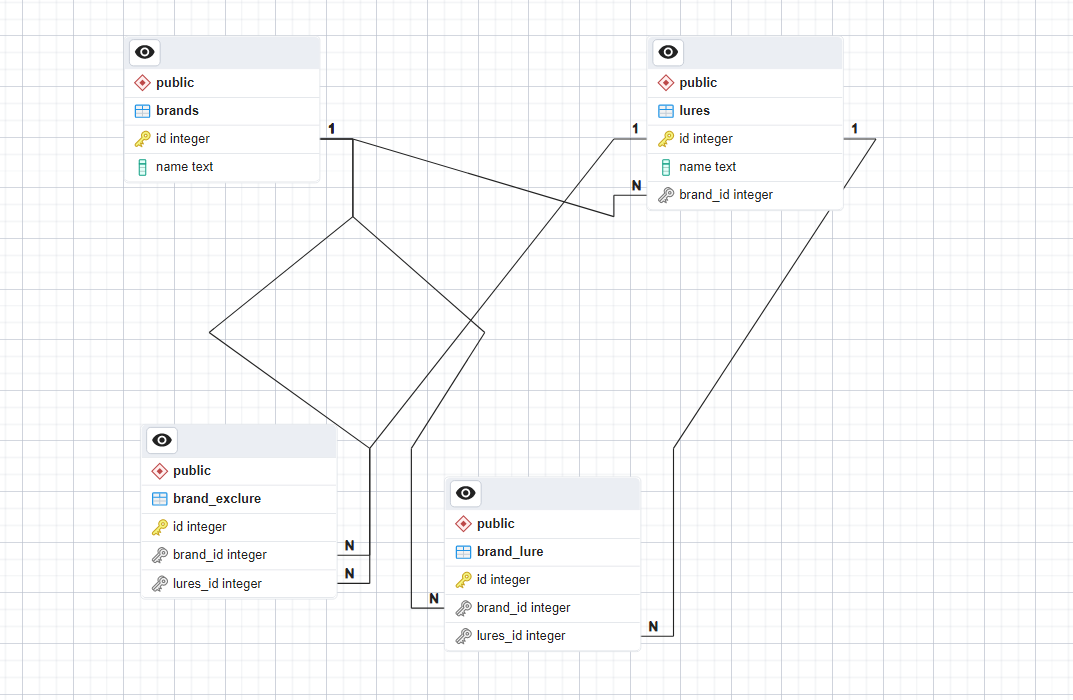 public
brands
1
id integer
name text
public
lures
1
id integer
1
name text
N
brand_id integer
public
brand_exclure
id integer
N
brand_id integer
N
lures_id integer
public
brand_lure
id integer
N
brand_id integer
lures_id integer
N